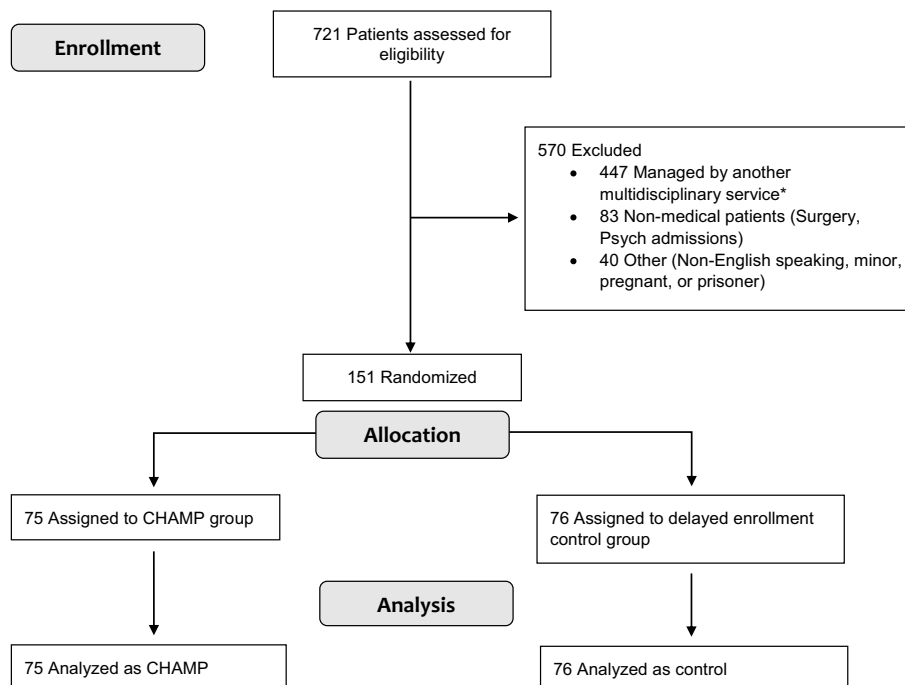 721 Patients assessed for
eligibility
Enrollment
570 Excluded
• 447 Managed by another
multidisciplinary service*
• 83 Non-medical patients (Surgery,
Psych admissions)
• 40 Other (Non-English speaking, minor,
pregnant, or prisoner)
151 Randomized
Allocation
75 Assigned to CHAMP group
76 Assigned to delayed enrollment
control group
Analysis
75 Analyzed as CHAMP
76 Analyzed as control